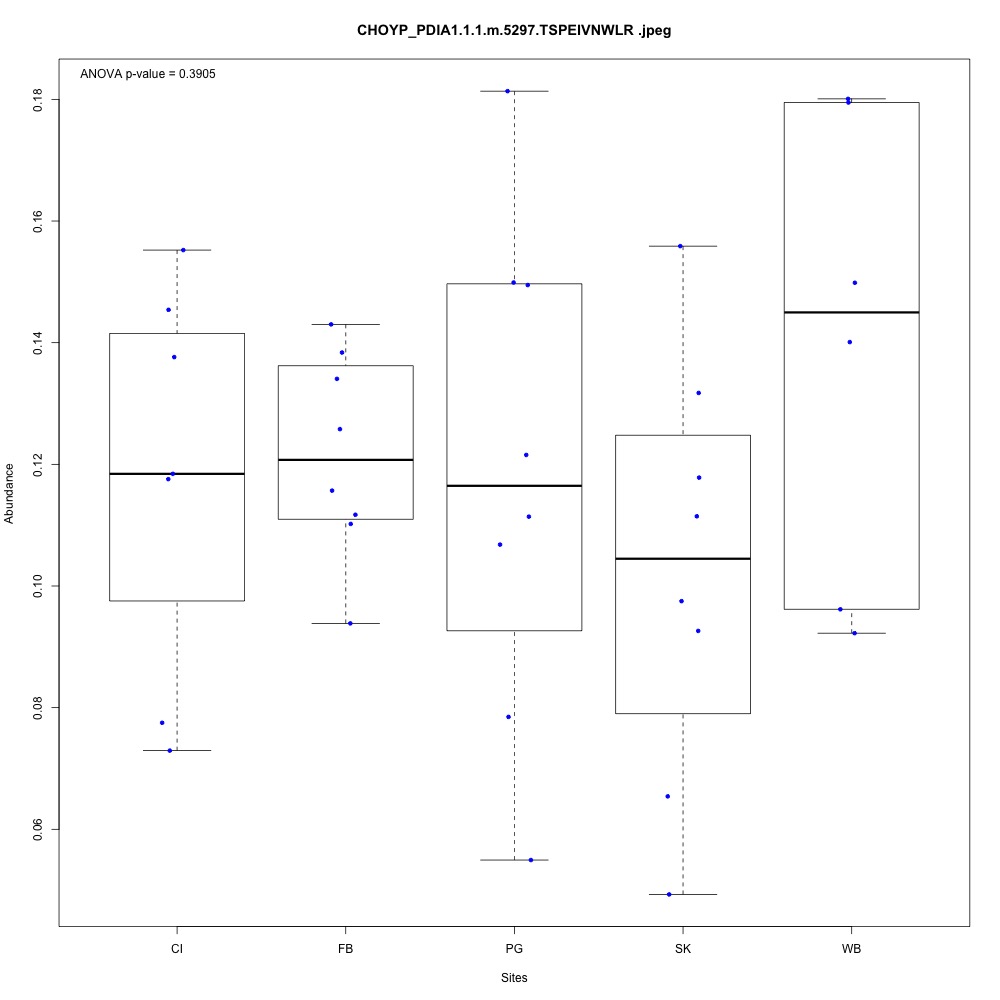 CHOYP_PDIA1.1.1.m.5297.TSPEIVNWLR .jpeg
ANOVA p-value = 0.3905
0.18
0.16
0.14
0.12
0.10
0.08
0.06
Abundance
CI FB PG SK WB
Sites